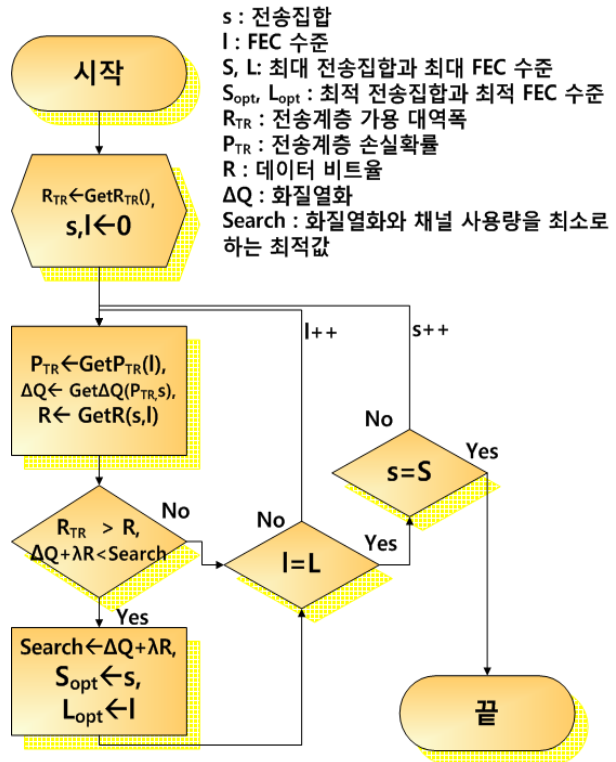 s : 전송집합
l : FEC 수준
S, L: 최대 전송집합과 최대 FEC 수준
Sopt, Lopt : 최적 전송집합과 최적 FEC 수준
RTR : 전송계층 가용 대역폭
PTR : 전송계층 손실확률
R : 데이터 비트율
ΔQ : 화질열화
Search : 화질열화와 채널 사용량을 최소로
하는 최적값
시작
RTR←GetRTR(),
s,l←0
l++
s++
PTR←GetPTR(l),
ΔQ← GetΔQ(PTR,s),
R← GetR(s,l)
No
Yes
s=S
RTR > R,
ΔQ+λR<Search
No
No
Yes
l=L
Yes
Search←ΔQ+λR,
Sopt←s,
Lopt←l
끝